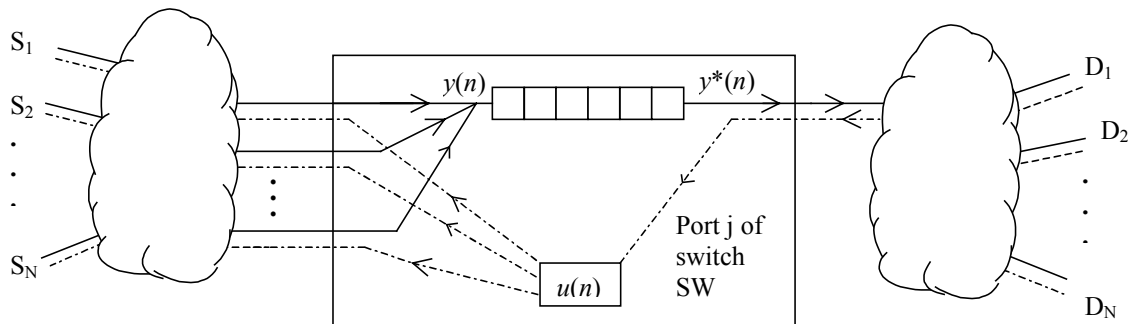 S1
S2
SN
y(n)
y*(n)
u(n)
Port j of
switch
SW
D1
D2
DN